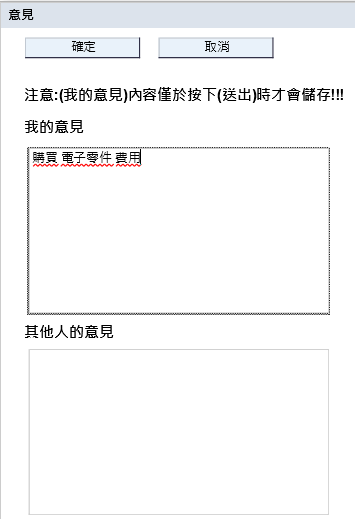 意見
確定 取消
注意:(我的意見)內容僅於按下(送出)時才會儲存!!!
我的意見
購買 電子零件 費用
其他人的意見